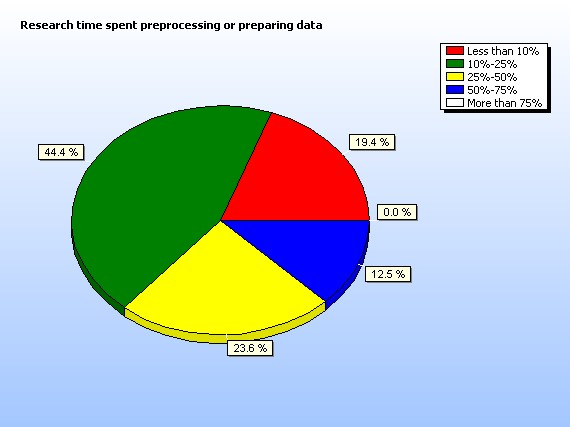 Research time spent preprocessing or preparing data
Less than 10%
10%-25%
25%-50%
50%-75%
More than 75%
44.4 %
19.4 %
0.0 %
12.5 %
23.6 %